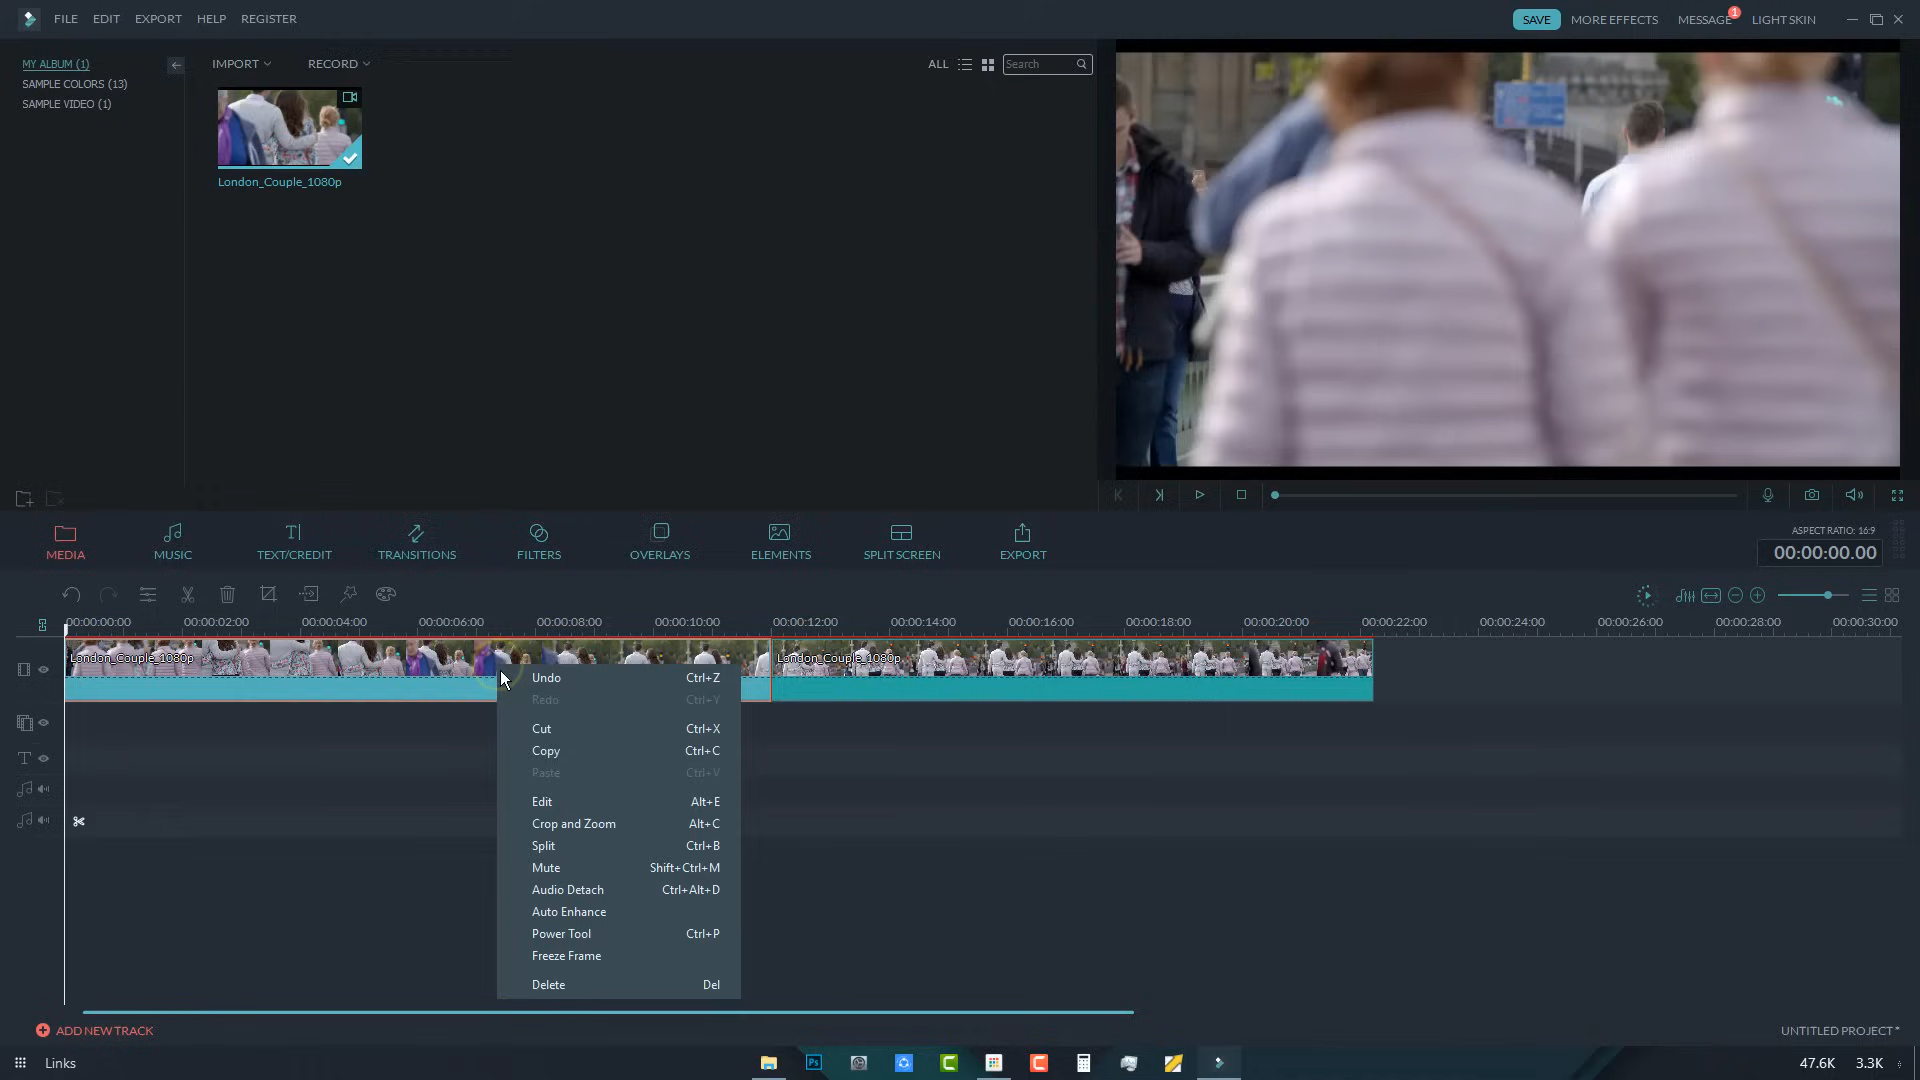 FILE EDIT EXPORT HELP REGISTER SAVE MORE EFFECTS MESSAGE 1 LIGHT SKIN
MY ALBUM (1)
SAMPLE COLORS (13)
SAMPLE VIDEO (1)
IMPORT RECORD ALL Search
London_Couple_1080p
MEDIA MUSIC TEXT/CREDIT TRANSITIONS FILTERS OVERLAYS ELEMENTS SPLIT SCREEN EXPORT
ASPECT RATIO: 16:9
00:00:00.00
00:00:00:00 00:00:02:00 00:00:04:00 00:00:06:00 00:00:08:00 00:00:10:00 00:00:12:00 00:00:14:00 00:00:16:00 00:00:18:00 00:00:20:00 00:00:22:00 00:00:24:00 00:00:26:00 00:00:28:00 00:00:30:00
London_Couple_1080p London_Couple_1080p
Undo Ctrl+Z
Redo Ctrl+Y
Cut Ctrl+X
Copy Ctrl+C
Paste Ctrl+V
Edit Alt+E
Crop and Zoom Alt+C
Split Ctrl+B
Mute Shift+Ctrl+M
Audio Detach Ctrl+Alt+D
Auto Enhance
Power Tool Ctrl+P
Freeze Frame
Delete Del
ADD NEW TRACK UNTITLED PROJECT*
Links Ps 47.6K 3.3K